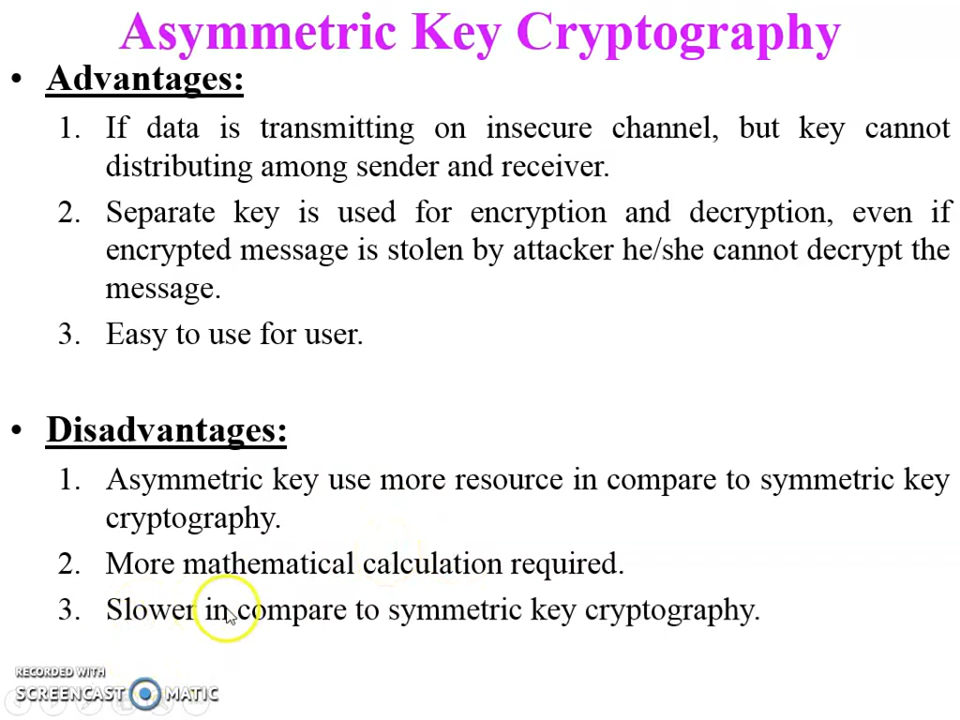 Asymmetric Key Cryptography
• Advantages:
1. If data is transmitting on insecure channel, but key cannot
distributing among sender and receiver.
2. Separate key is used for encryption and decryption, even if
encrypted message is stolen by attacker he/she cannot decrypt the
message.
3. Easy to use for user.
• Disadvantages:
1. Asymmetric key use more resource in compare to symmetric key
cryptography.
2. More mathematical calculation required.
3. Slower in compare to symmetric key cryptography.
RECORDED WITH
SCREENCAST MATIC